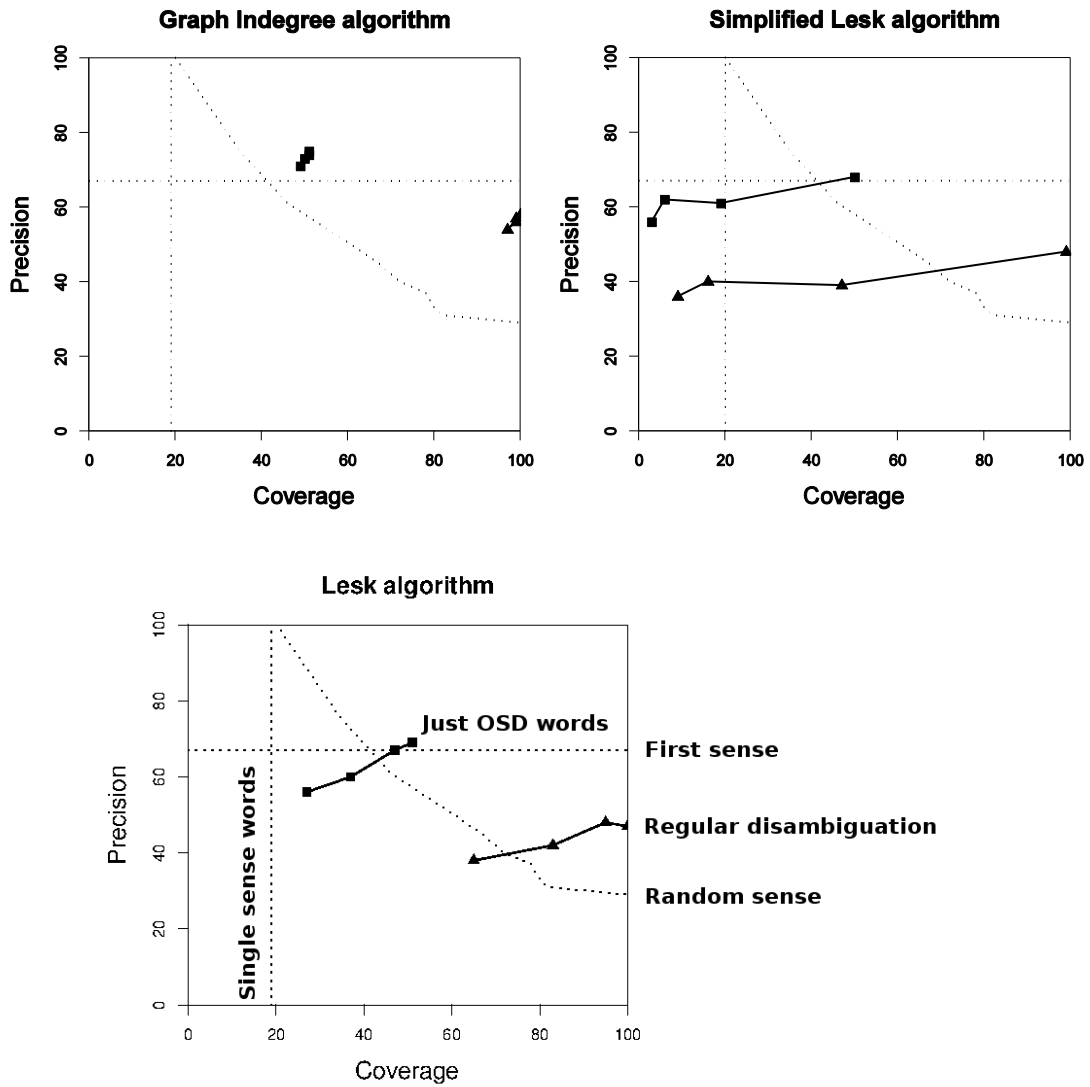 Graph Indegree algorithm
Precision
0
20
40
60
80
100
0 20 40 60 80 100
Coverage
Simplified Lesk algorithm
Precision
0
20
40
60
80
100
0 20 40 60 80 100
Coverage
Lesk algorithm
Precision
0
20
40
60
80
100
Just OSD words
First sense
Regular disambiguation
Random sense
Single sense words
0 20 40 60 80 100
Coverage